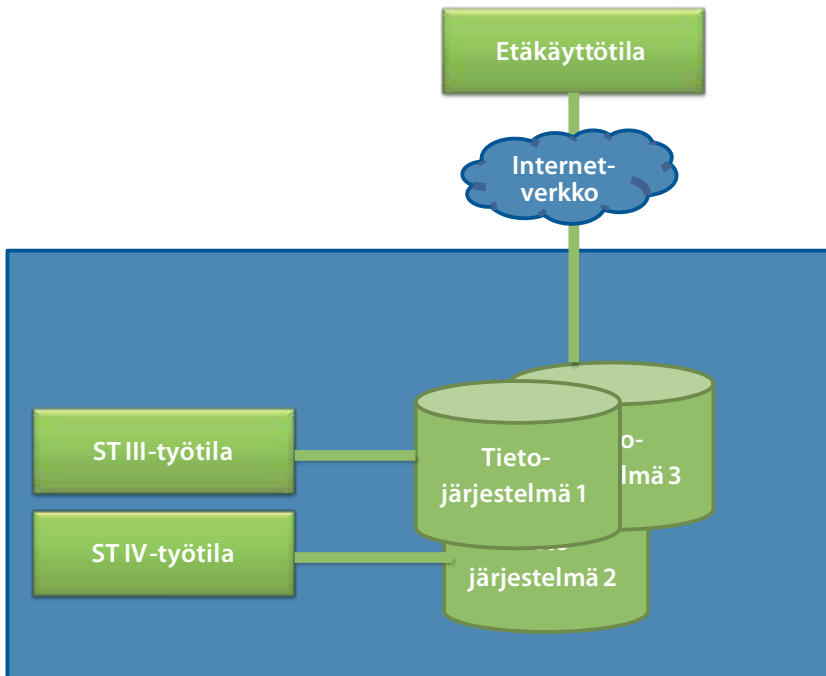 Etäkäyttötila
Internet-
verkko
ST III-työtila
ST IV-työtila
Tieto-
järjestelmä 1
o-
lmä 3
järjestelmä 2